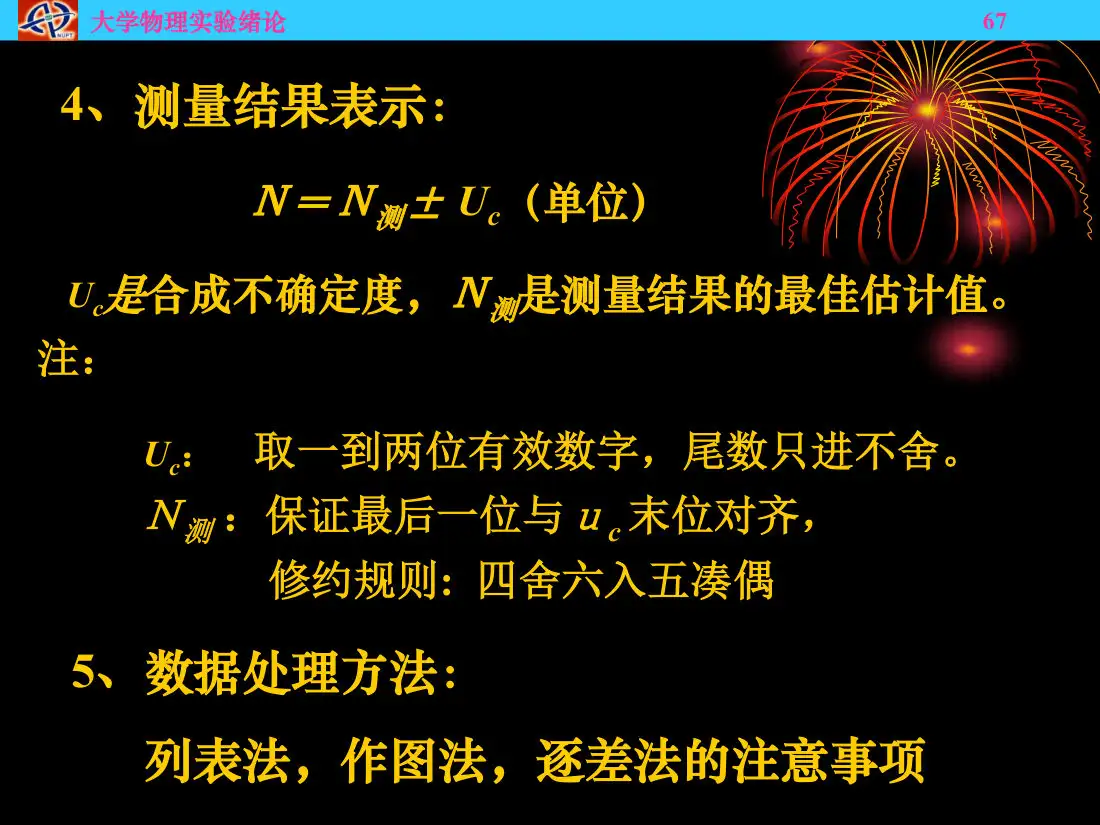 大学物理实验绪论 67
4、测量结果表示:
N＝N测± Uc（单位）
Uc是合成不确定度，N测是测量结果的最佳估计值。
注：
Uc： 取一到两位有效数字，尾数只进不舍。
N测：保证最后一位与 uc 末位对齐，
修约规则：四舍六入五凑偶
5、数据处理方法：
列表法，作图法，逐差法的注意事项
NUPT